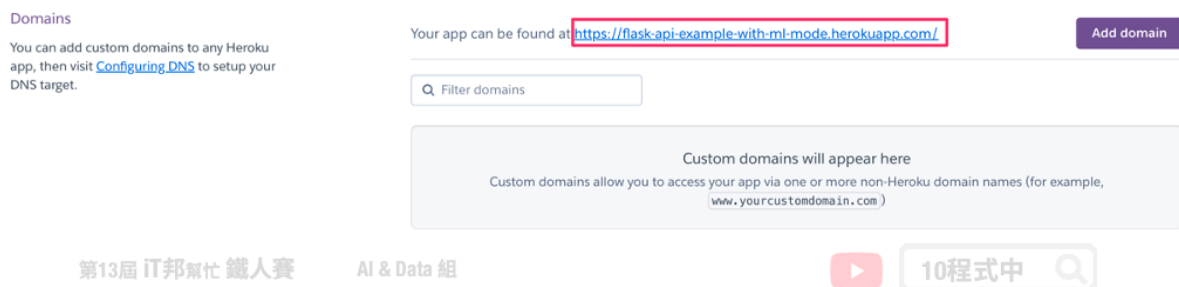 Domains
You can add custom domains to any Heroku
app, then visit Configuring DNS to setup your
DNS target.
Your app can be found at https://flask-api-example-with-ml-mode.herokuapp.com/
Add domain
Filter domains
Custom domains will appear here
Custom domains allow you to access your app via one or more non-Heroku domain names (for example,
www.yourcustomdomain.com)
第13屆 iT邦幫忙 鐵人賽 AI & Data 組
10程式中